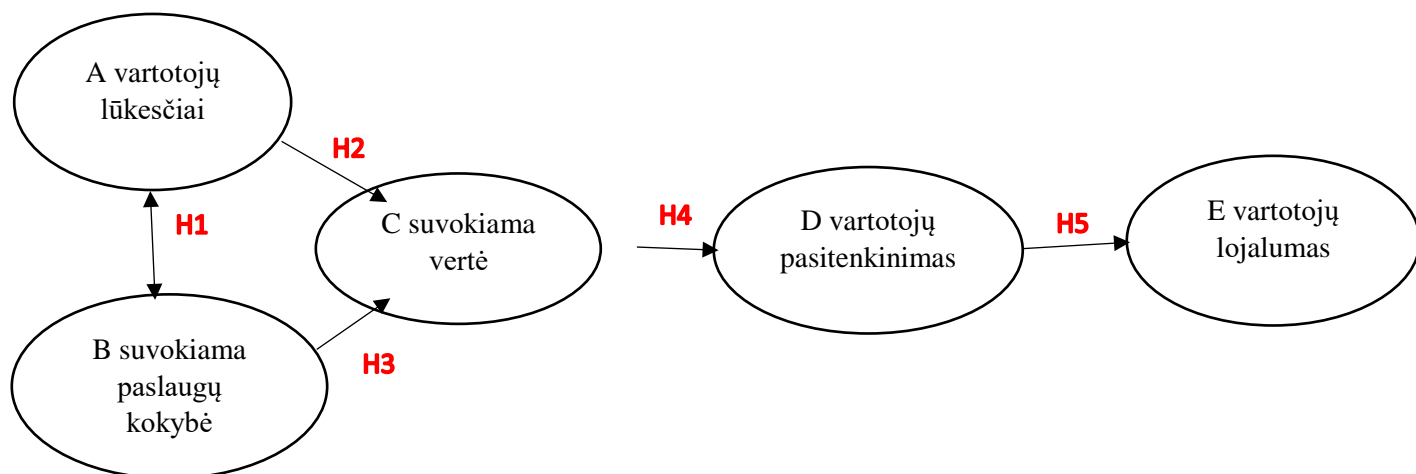 A vartotojų
lūkesčiai
H2
H1
C suvokiama
vertė
H4
D vartotojų
pasitenkinimas
H5
E vartotojų
lojalumas
B suvokiama
paslaugų
kokybė
H3